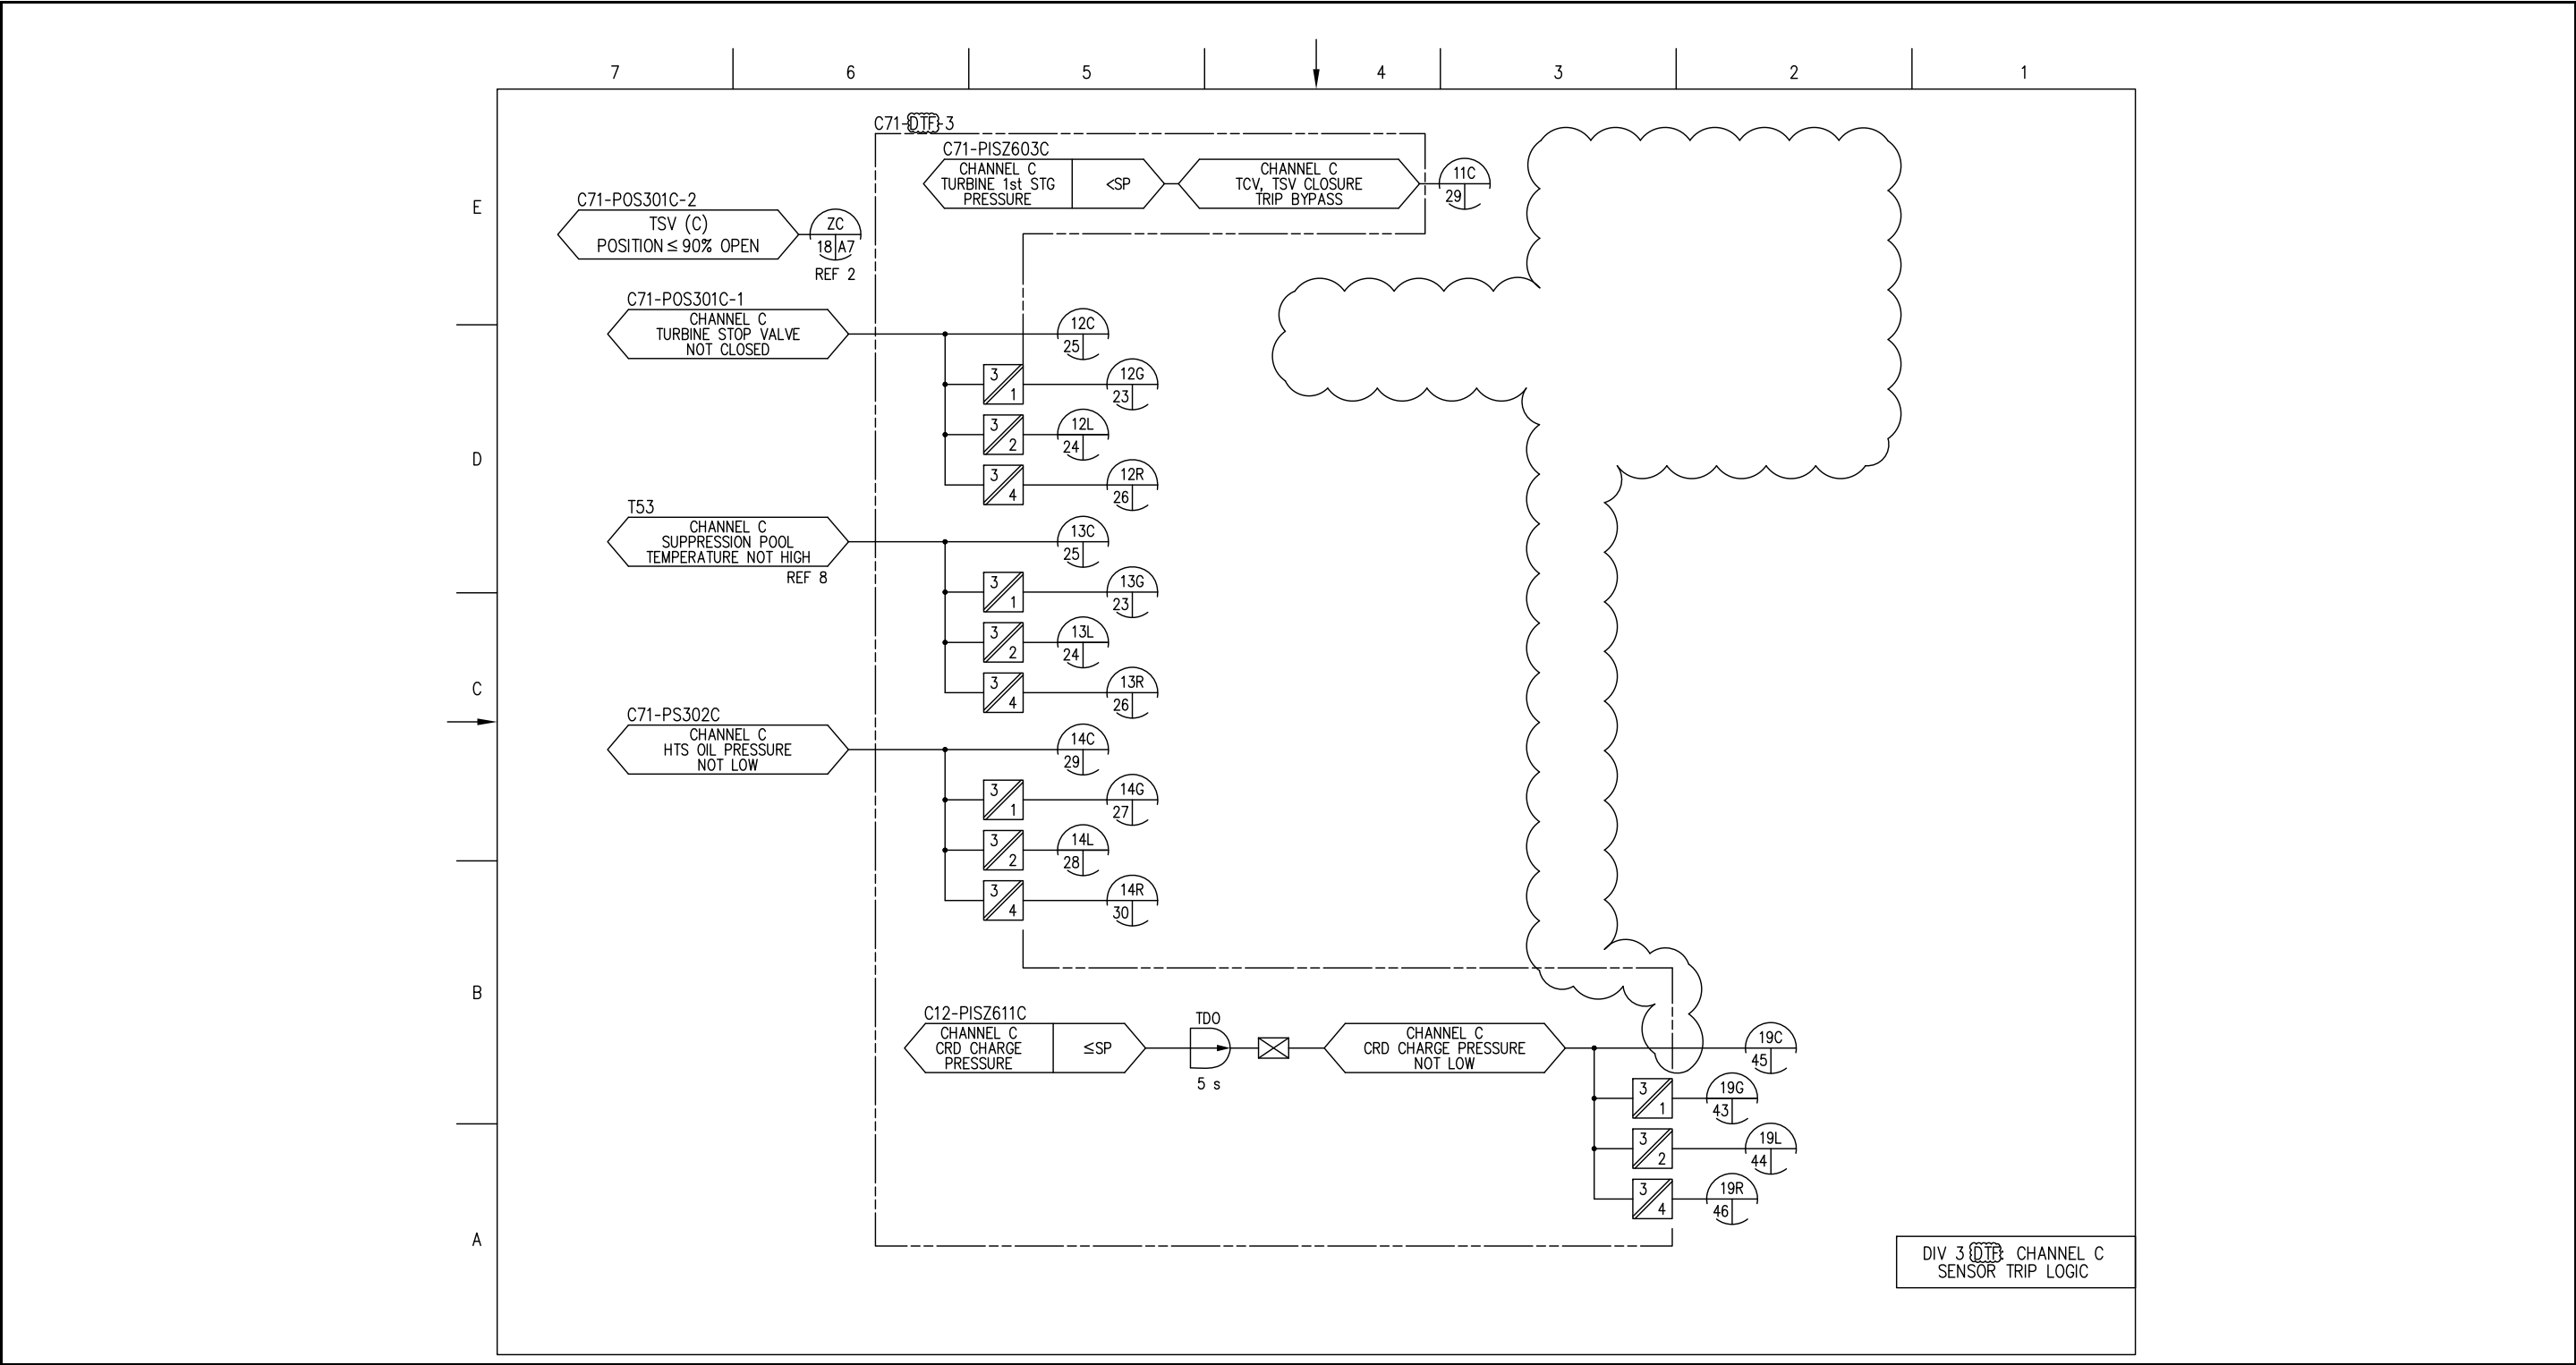 7 6 5 4 3 2 1
C71-DTF-3
C71-PISZ603C
CHANNEL C
TURBINE 1st STG
PRESSURE
<SP
CHANNEL C
TCV, TSV CLOSURE
TRIP BYPASS
11C
29
E
C71-POS301C-2
TSV (C)
POSITION ≤ 90% OPEN
ZC
18 A7
REF 2
C71-POS301C-1
CHANNEL C
TURBINE STOP VALVE
NOT CLOSED
12C
25
3 1
12G
23
3 2
12L
24
D
3 4
12R
26
T53
CHANNEL C
SUPPRESSION POOL
TEMPERATURE NOT HIGH
REF 8
13C
25
3 1
13G
23
3 2
13L
24
3 4
13R
26
C
C71-PS302C
CHANNEL C
HTS OIL PRESSURE
NOT LOW
14C
29
3 1
14G
27
3 2
14L
28
3 4
14R
30
B
C12-PISZ611C
CHANNEL C
CRD CHARGE
PRESSURE
≤SP
TDO
5 s
CHANNEL C
CRD CHARGE PRESSURE
NOT LOW
19C
45
3 1
19G
43
3 2
19L
44
3 4
19R
46
A
DIV 3 DTF: CHANNEL C
SENSOR TRIP LOGIC